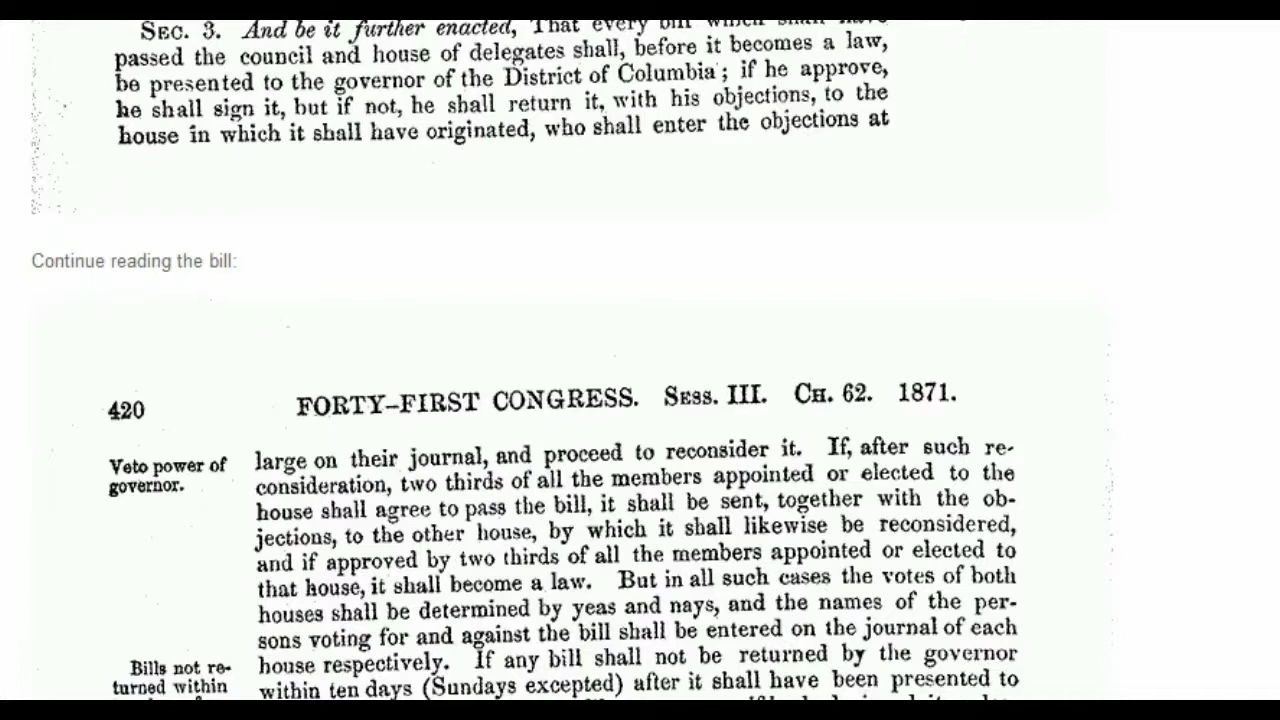 SEC. 3. And be it further enacted, That every bill which shall have
passed the council and house of delegates shall, before it becomes a law,
be presented to the governor of the District of Columbia; if he approve,
he shall sign it, but if not, he shall return it, with his objections, to the
house in which it shall have originated, who shall enter the objections at
Continue reading the bill:
420 FORTY-FIRST CONGRESS. SESS. III. CH. 62. 1871.
Veto power of
governor.
large on their journal, and proceed to reconsider it. If, after such re-
consideration, two thirds of all the members appointed or elected to the
house shall agree to pass the bill, it shall be sent, together with the ob-
jections, to the other house, by which it shall likewise be reconsidered,
and if approved by two thirds of all the members appointed or elected to
that house, it shall become a law. But in all such cases the votes of both
houses shall be determined by yeas and nays, and the names of the per-
sons voting for and against the bill shall be entered on the journal of each
Bills not re-
turned within
house respectively. If any bill shall not be returned by the governor
within ten days (Sundays excepted) after it shall have been presented to